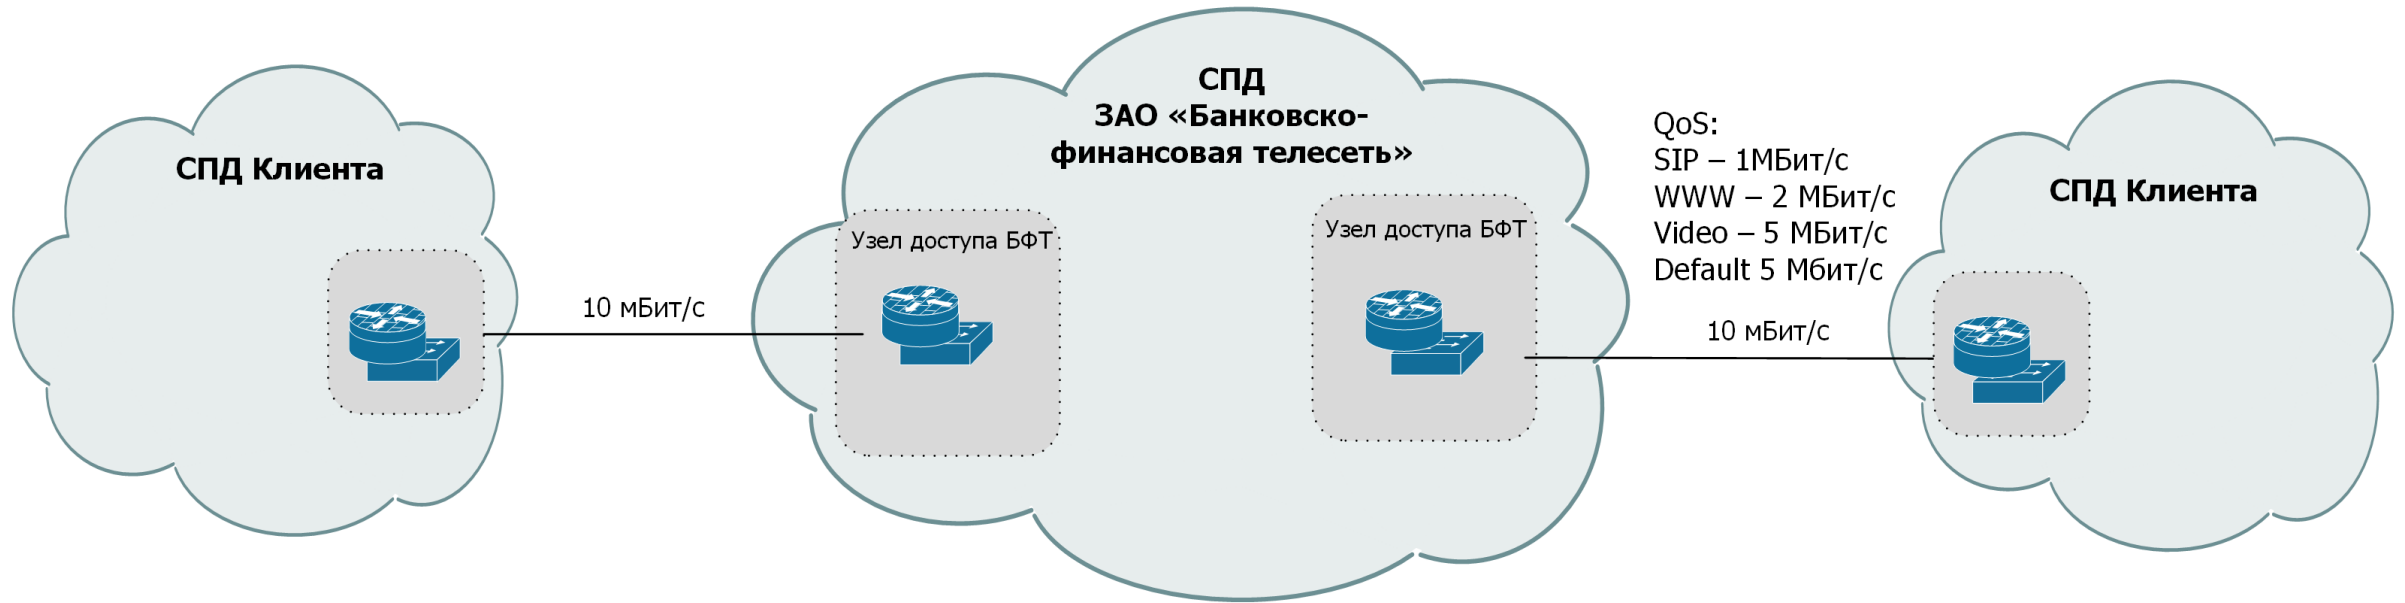 СПД Клиента
10 мБит/с
СПД
ЗАО «Банковско-
финансовая телесеть»
Узел доступа БФТ
Узел доступа БФТ
QoS:
SIP – 1МБит/с
WWW – 2 МБит/с
Video – 5 МБит/с
Default 5 Мбит/с
10 мБит/с
СПД Клиента